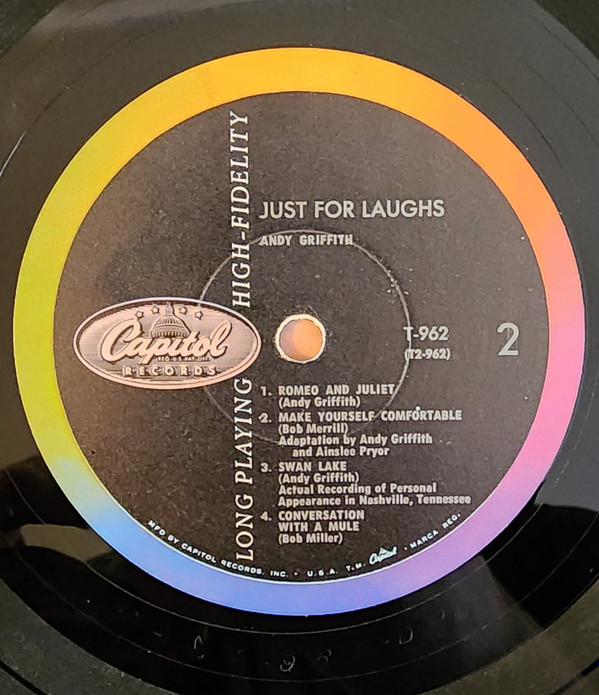 JUST FOR LAUGHS
ANDY GRIFFITH
LONG PLAYING HIGH-FIDELITY
Capitol
REG. U.S. PAT. OFF.
RECORDS
T-962
(T2-962)
2
1. ROMEO AND JULIET
(Andy Griffith)
2. MAKE YOURSELF COMFORTABLE
(Bob Merrill)
Adaptation by Andy Griffith
and Ainslee Pryor
3. SWAN LAKE
(Andy Griffith)
Actual Recording of Personal
Appearance in Nashville, Tennessee
4. CONVERSATION
WITH A MULE
(Bob Miller)
MFD BY CAPITOL RECORDS, INC. • U.S.A. T.M. Capitol • MARCA REG.